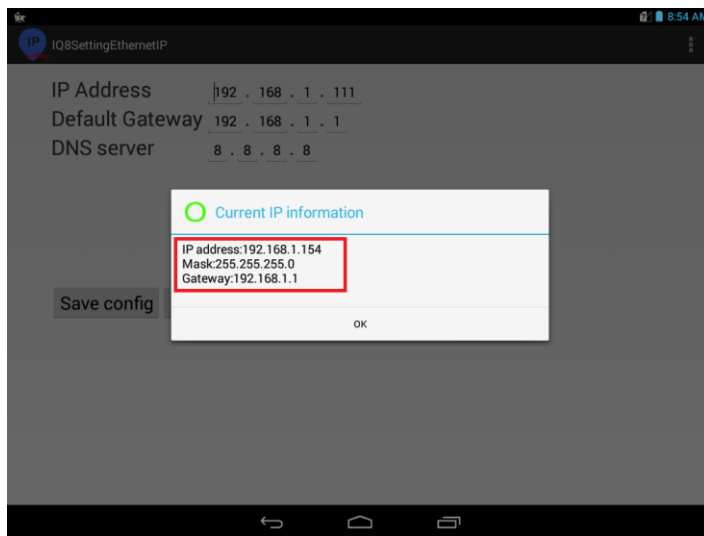 8:54 AM
IP IQ8SettingEthernetIP
IP Address 192 . 168 . 1 . 111
Default Gateway 192 . 168 . 1 . 1
DNS server 8 . 8 . 8 . 8
Current IP information
IP address:192.168.1.154
Mask:255.255.255.0
Gateway:192.168.1.1
Save config
OK